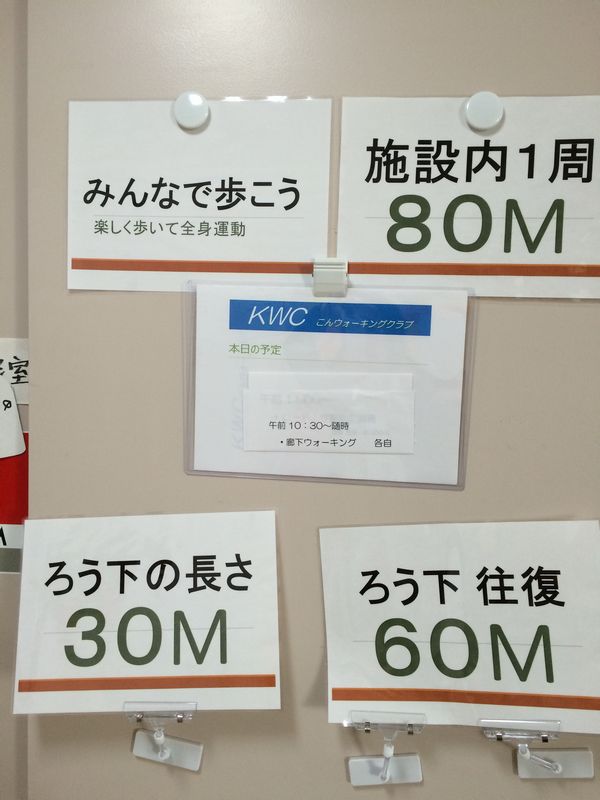 みんなで歩こう
楽しく歩いて全身運動
施設内1周
80M
KWC こんウォーキングクラブ
本日の予定
午前10:30～随時
・廊下ウォーキング 各自
室
ろう下の長さ
30M
ろう下 往復
60M